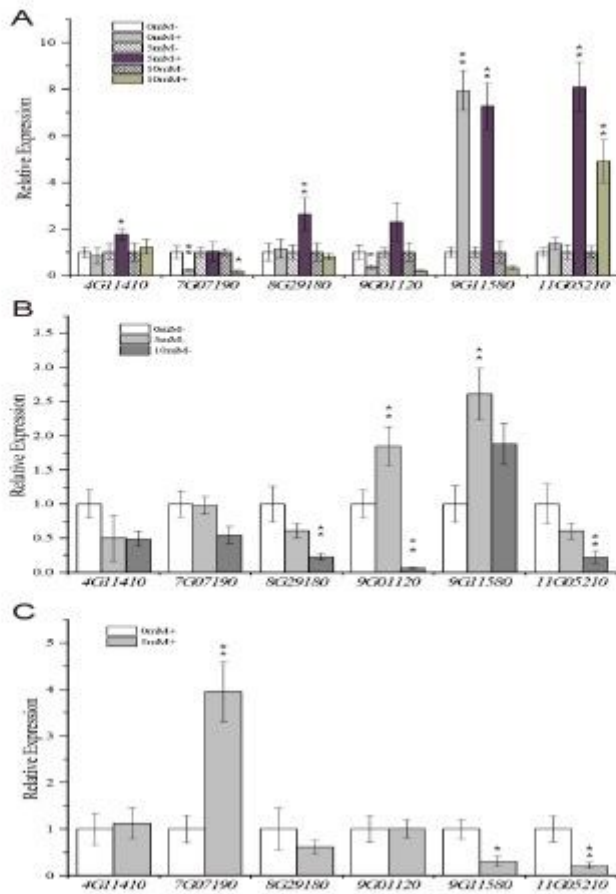 A
0mM-
0mM+
5mM-
5mM+
10mM-
10mM+
Relative Expression
10
8
6
4
2
0
4G11410 7G07190 8G29180 9G01120 9G11580 11G05210
B
0mM-
5mM-
10mM-
Relative Expression
3.5
3.0
2.5
2.0
1.5
1.0
0.5
0.0
4G11410 7G07190 8G29180 9G01120 9G11580 11G05210
C
0mM+
5mM+
Relative Expression
5
4
3
2
1
0
4G11410 7G07190 8G29180 9G01120 9G11580 11G05210